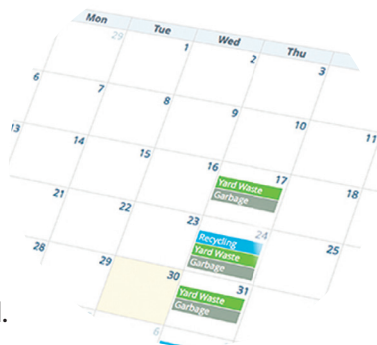 Mon Tue Wed Thu
29 1 2 3
6 7 8 9 10 11
13 14 15 16 17 18
Yard Waste
Garbage
21 22 23 24 25
Recycling
Yard Waste
Garbage
28 29 30 31
Yard Waste
Garbage
6
.